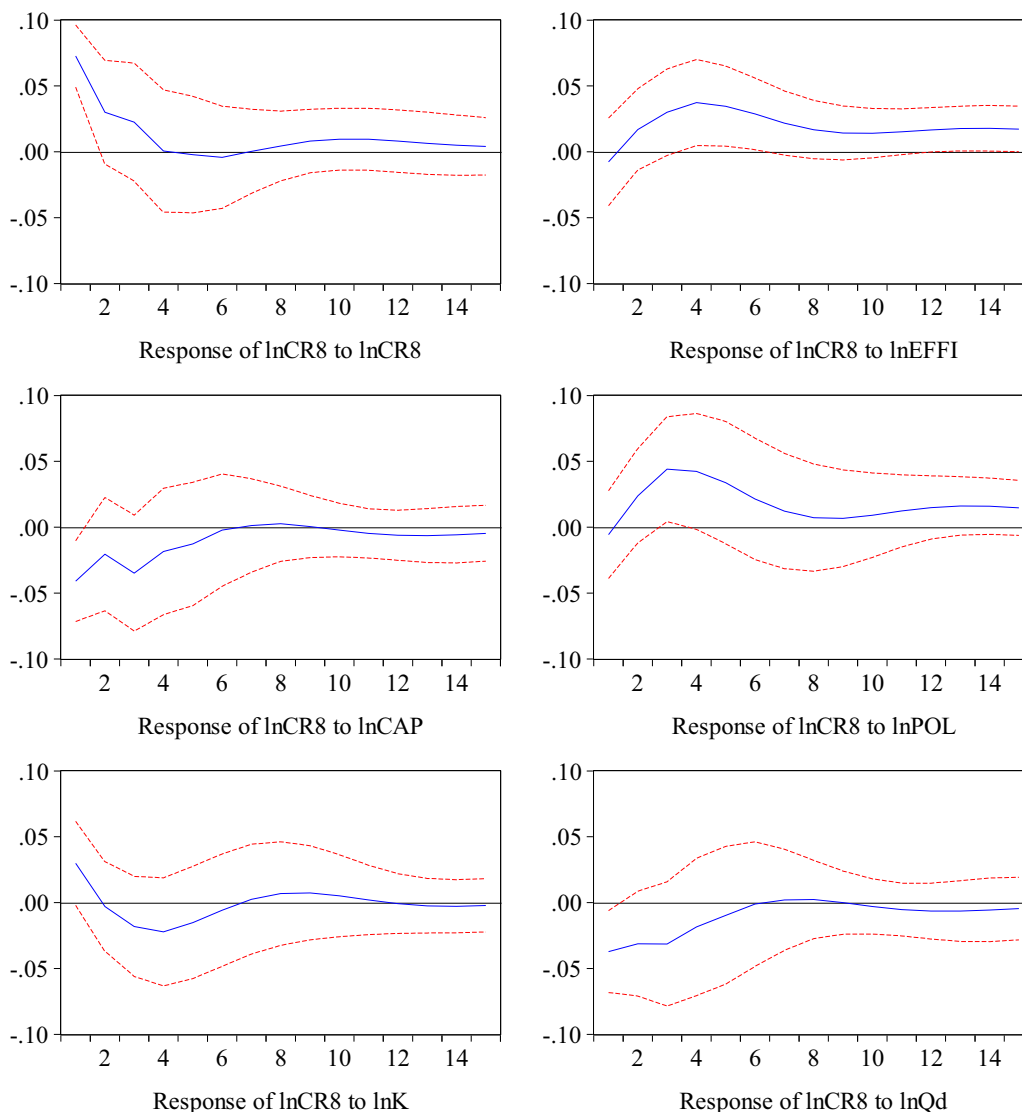 .10 .10
.05 .05
.00 .00
-.05 -.05
-.10 -.10
2 4 6 8 10 12 14 2 4 6 8 10 12 14
Response of lnCR8 to lnCR8 Response of lnCR8 to lnEFFI
.10 .10
.05 .05
.00 .00
-.05 -.05
-.10 -.10
2 4 6 8 10 12 14 2 4 6 8 10 12 14
Response of lnCR8 to lnCAP Response of lnCR8 to lnPOL
.10 .10
.05 .05
.00 .00
-.05 -.05
-.10 -.10
2 4 6 8 10 12 14 2 4 6 8 10 12 14
Response of lnCR8 to lnK Response of lnCR8 to lnQd